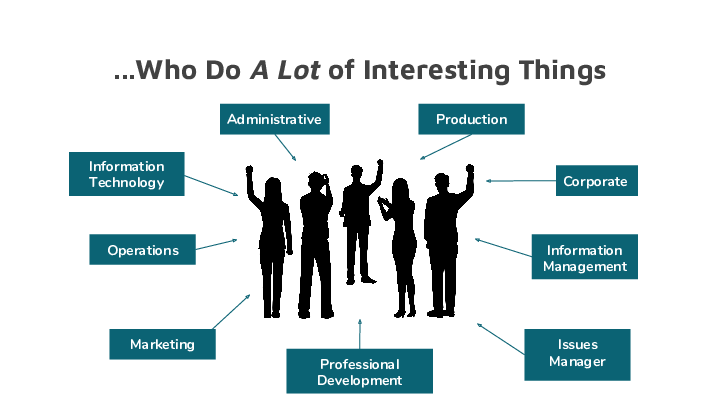 ...Who Do A Lot of Interesting Things
Administrative
Production
Information
Technology
Corporate
Operations
Information
Management
Marketing
Professional
Development
Issues
Manager